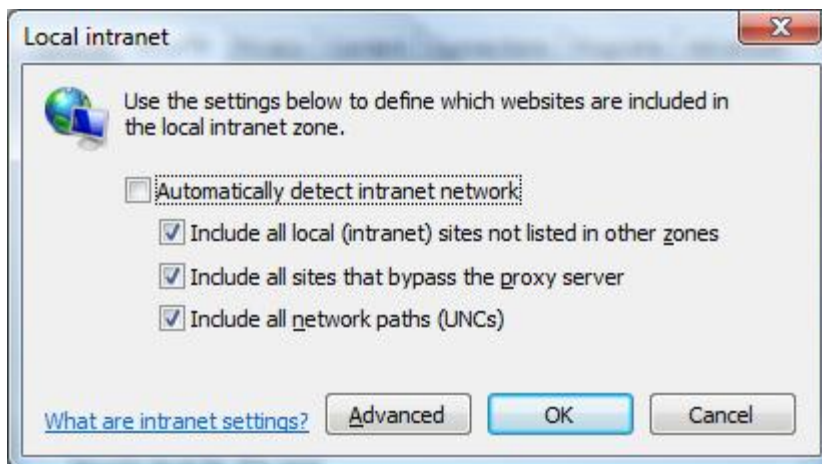 Local intranet
Use the settings below to define which websites are included in
the local intranet zone.
Automatically detect intranet network
Include all local (intranet) sites not listed in other zones
Include all sites that bypass the proxy server
Include all network paths (UNCs)
What are intranet settings?
Advanced
OK
Cancel